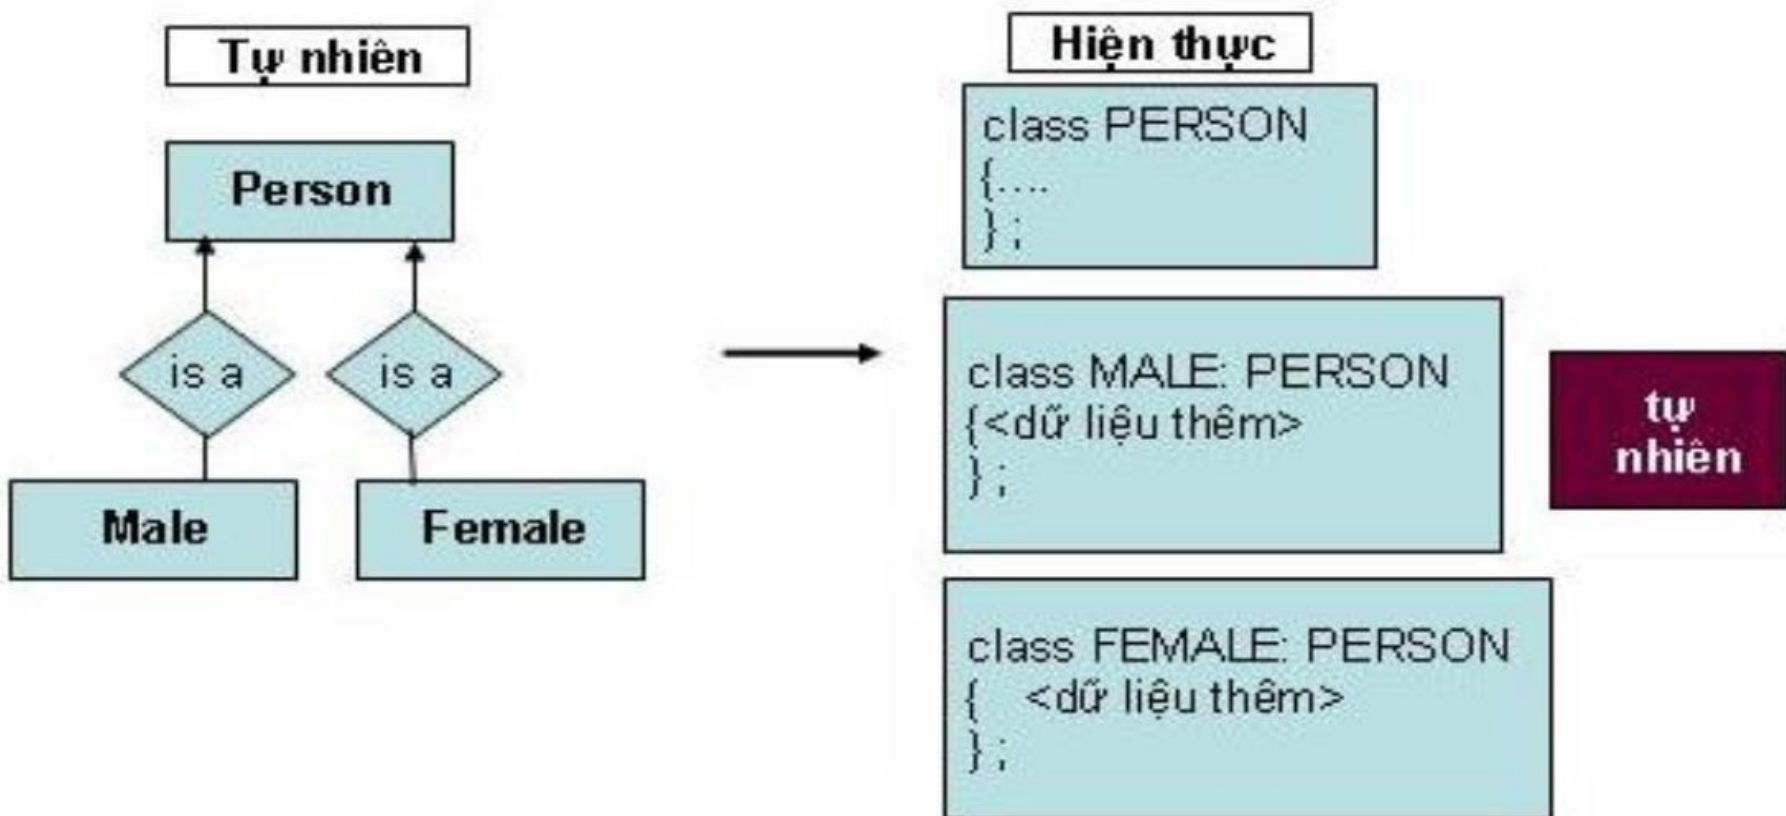 Tự nhiên
Person
is a
is a
Male
Female
Hiện thực
class PERSON
{....
} ;
class MALE: PERSON
{<dữ liệu thêm>
} ;
class FEMALE: PERSON
{ <dữ liệu thêm>
} ;
tự
nhiên